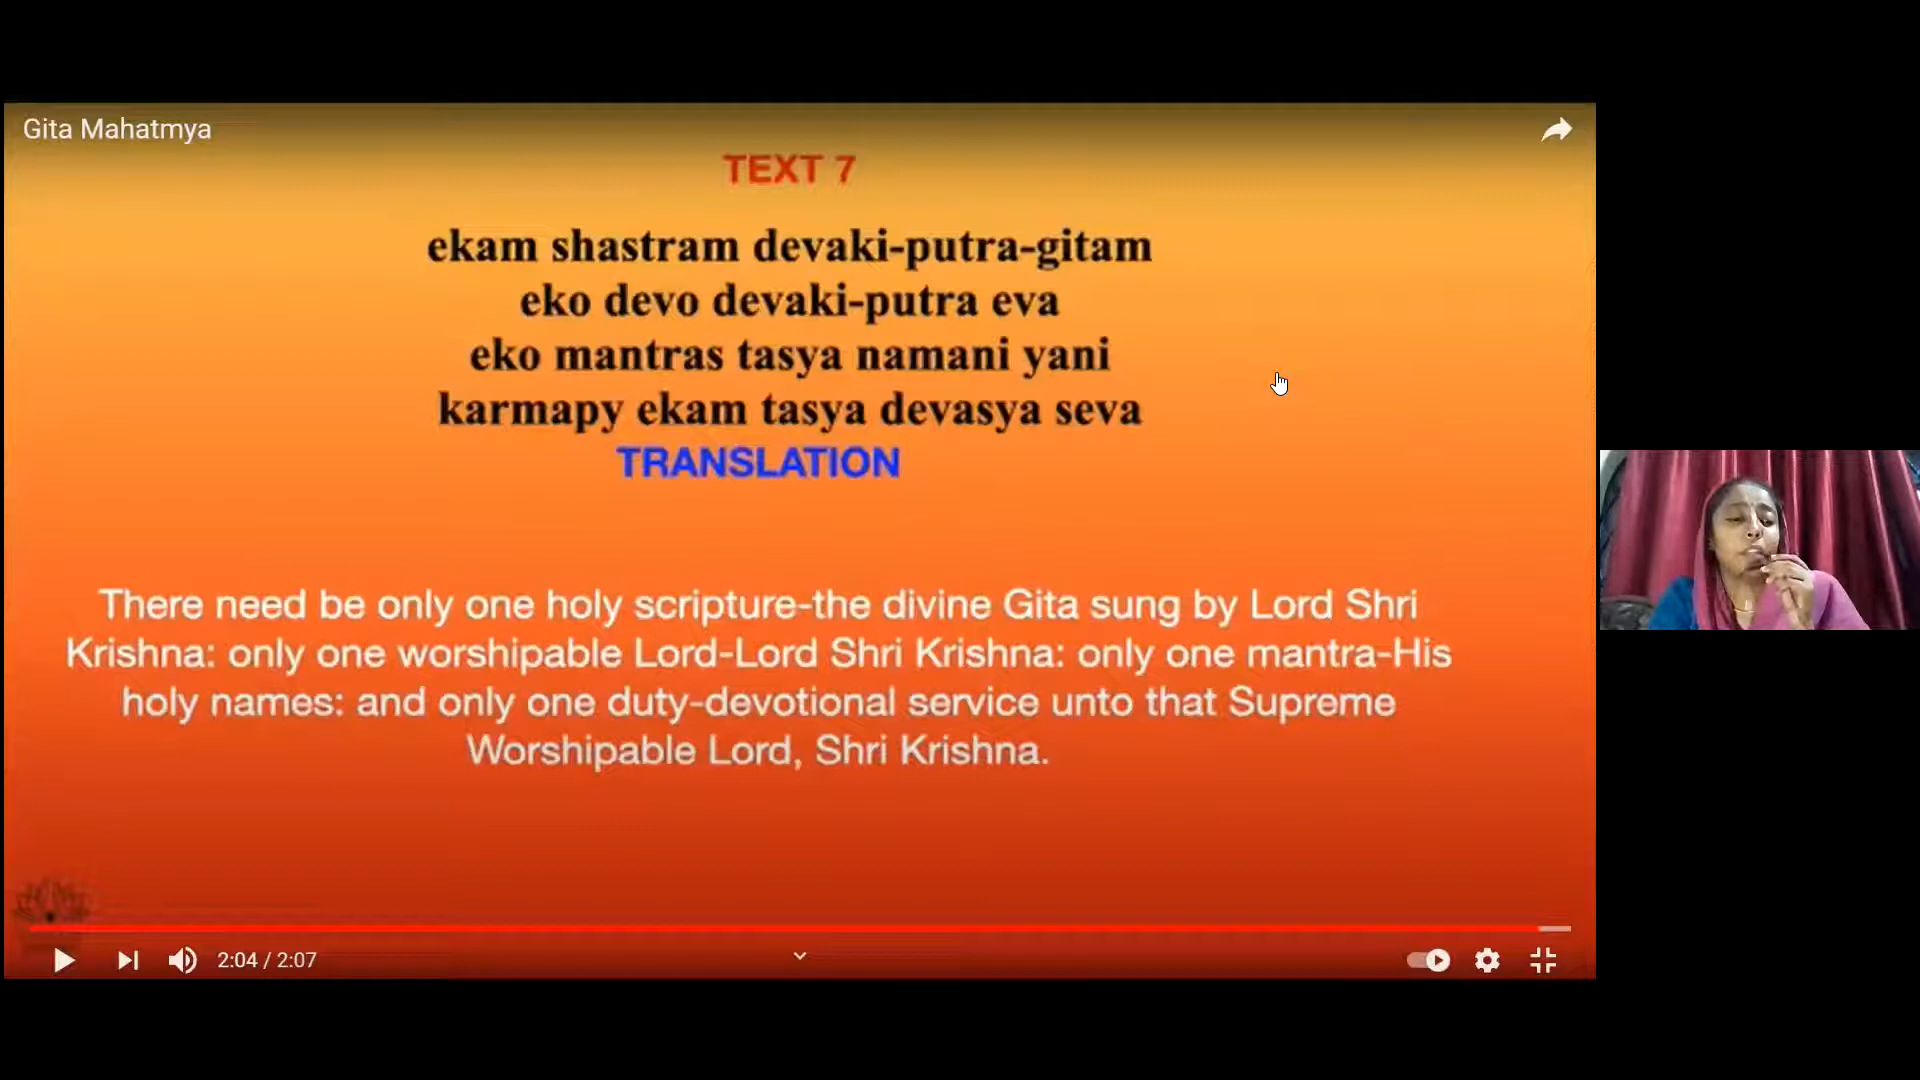 Gita Mahatmya
TEXT 7
ekam shastram devaki-putra-gitam
eko devo devaki-putra eva
eko mantras tasya namani yani
karmapy ekam tasya devasya seva
TRANSLATION
There need be only one holy scripture-the divine Gita sung by Lord Shri
Krishna: only one worshipable Lord-Lord Shri Krishna: only one mantra-His
holy names: and only one duty-devotional service unto that Supreme
Worshipable Lord, Shri Krishna.
2:04 / 2:07